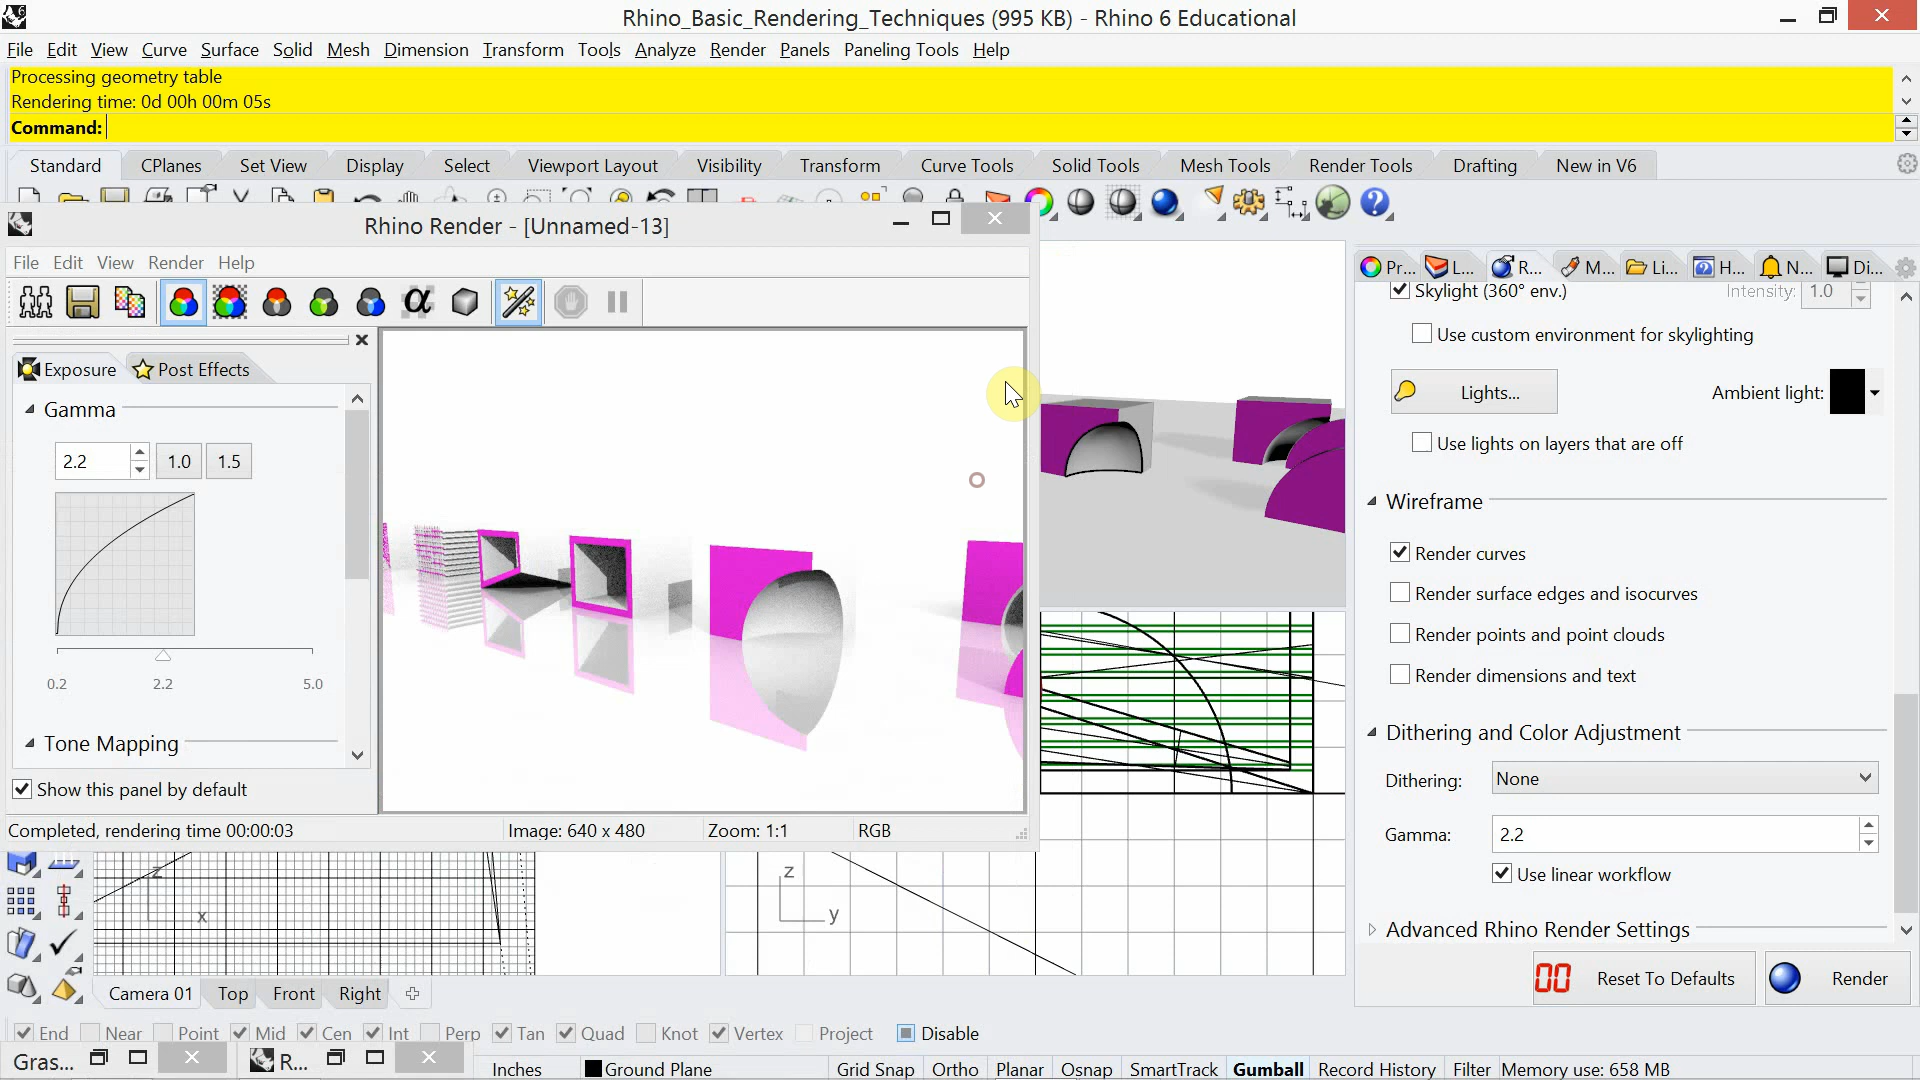 Rhino_Basic_Rendering_Techniques (995 KB) - Rhino 6 Educational
File Edit View Curve Surface Solid Mesh Dimension Transform Tools Analyze Render Panels Paneling Tools Help
Processing geometry table
Rendering time: 0d 00h 00m 05s
Command:
Standard CPlanes Set View Display Select Viewport Layout Visibility Transform Curve Tools Solid Tools Mesh Tools Render Tools Drafting New in V6
Rhino Render - [Unnamed-13]
File Edit View Render Help
Pr... L... R... M... Li... H... N... Di...
Skylight (360° env.) Intensity: 1.0
Use custom environment for skylighting
Exposure Post Effects
Lights... Ambient light:
Gamma
Use lights on layers that are off
2.2 1.0 1.5
Wireframe
Render curves
Render surface edges and isocurves
Render points and point clouds
Render dimensions and text
0.2 2.2 5.0
Tone Mapping
Dithering and Color Adjustment
Dithering: None
Show this panel by default
Gamma: 2.2
Completed, rendering time 00:00:03 Image: 640 x 480 Zoom: 1:1 RGB
Use linear workflow
z
x
z
y
Advanced Rhino Render Settings
Reset To Defaults Render
Camera 01 Top Front Right
End Near Point Mid Cen Int Perp Tan Quad Knot Vertex Project Disable
Gras... R... Inches Ground Plane Grid Snap Ortho Planar Osnap SmartTrack Gumball Record History Filter Memory use: 658 MB